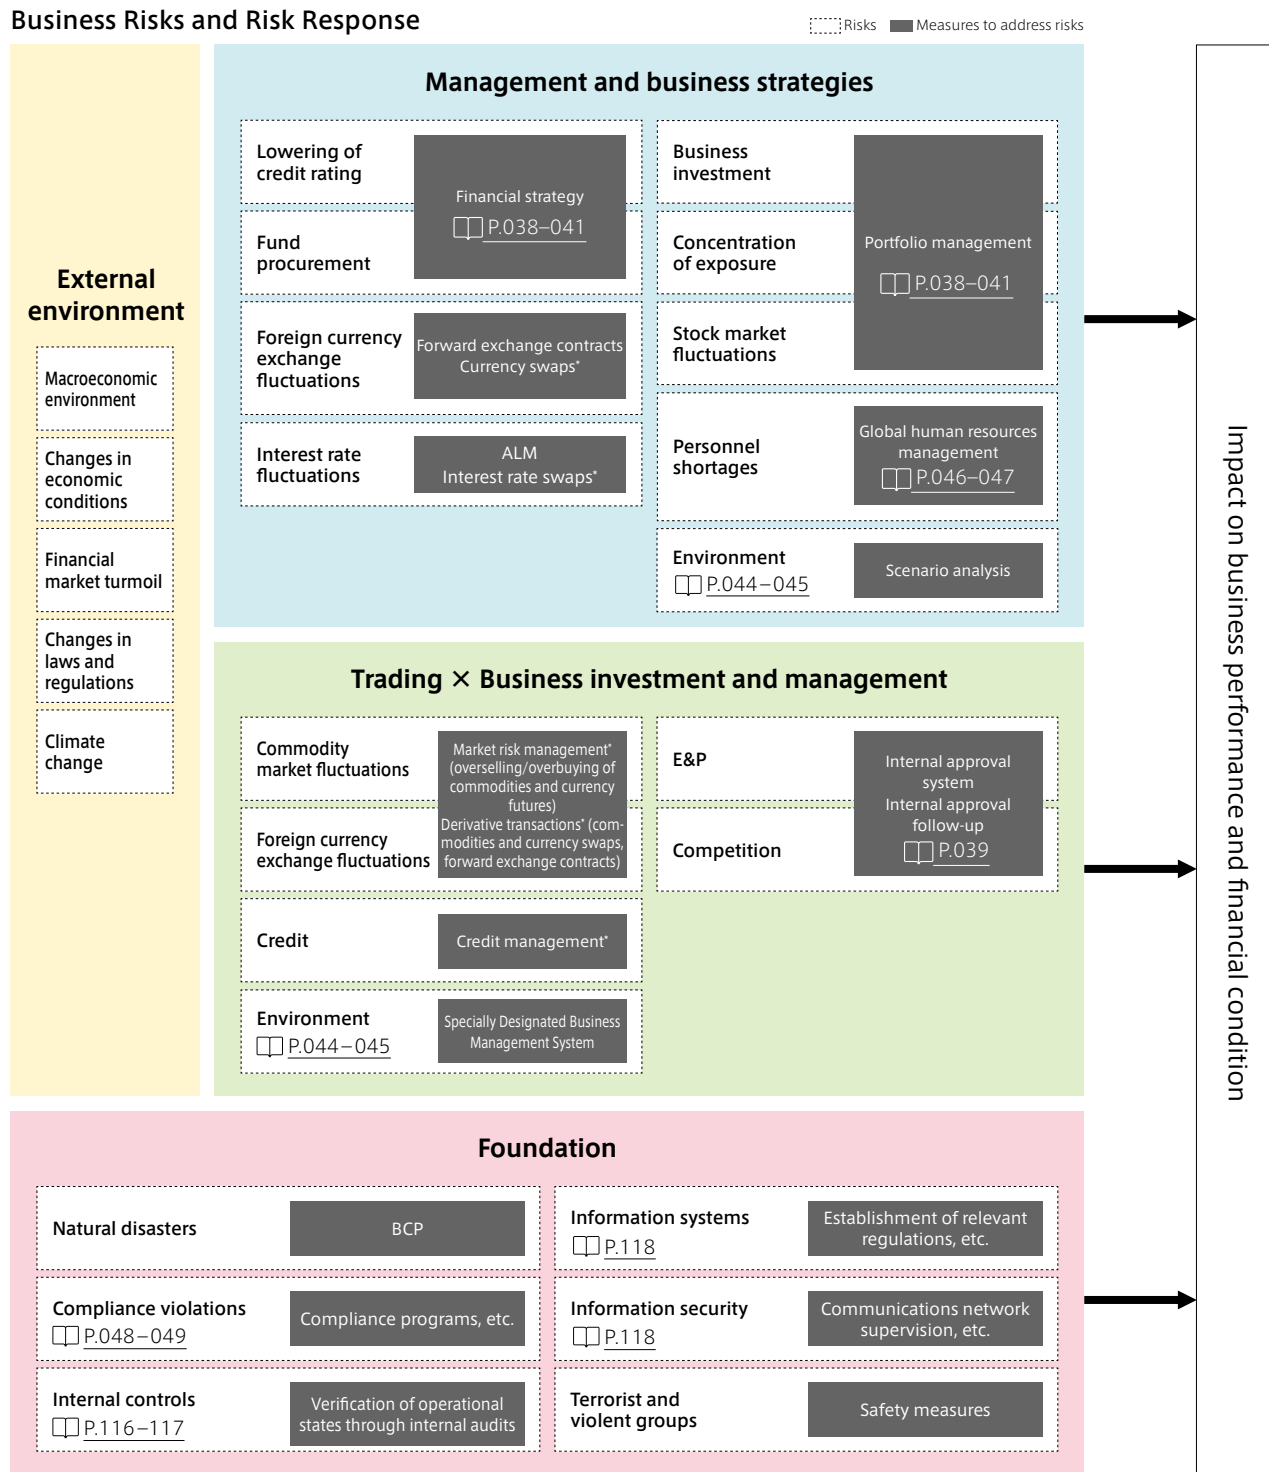 Business Risks and Risk Response
Risks
Measures to address risks
External
environment
Macroeconomic
environment
Changes in
economic
conditions
Financial
market turmoil
Changes in
laws and
regulations
Climate
change
Management and business strategies
Lowering of
credit rating
Fund
procurement
Financial strategy
P.038–041
Foreign currency
exchange
fluctuations
Forward exchange contracts
Currency swaps*
Interest rate
fluctuations
ALM
Interest rate swaps*
Business
investment
Concentration
of exposure
Stock market
fluctuations
Portfolio management
P.038–041
Personnel
shortages
Global human resources
management
P.046–047
Environment
P.044–045
Scenario analysis
Trading × Business investment and management
Commodity
market fluctuations
Foreign currency
exchange fluctuations
Market risk management*
(overselling/overbuying of
commodities and currency
futures)
Derivative transactions* (com-
modities and currency swaps,
forward exchange contracts)
Credit
Credit management*
Environment
P.044–045
Specially Designated Business
Management System
E&P
Competition
Internal approval
system
Internal approval
follow-up
P.039
Foundation
Natural disasters
BCP
Compliance violations
P.048–049
Compliance programs, etc.
Internal controls
P.116–117
Verification of operational
states through internal audits
Information systems
P.118
Establishment of relevant
regulations, etc.
Information security
P.118
Communications network
supervision, etc.
Terrorist and
violent groups
Safety measures
Impact on business performance and financial condition